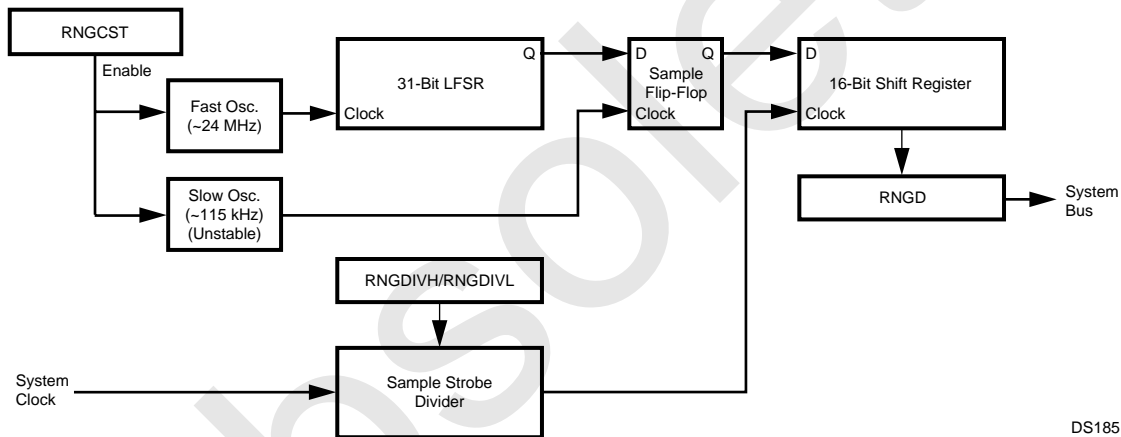 RNGCST
Enable
Fast Osc.
(~24 MHz)
Slow Osc.
(~115 kHz)
(Unstable)
Q
31-Bit LFSR
Clock
D Q
Sample
Flip-Flop
Clock
D
16-Bit Shift Register
Clock
RNGD
System
Bus
RNGDIVH/RNGDIVL
System
Clock
Sample Strobe
Divider
DS185